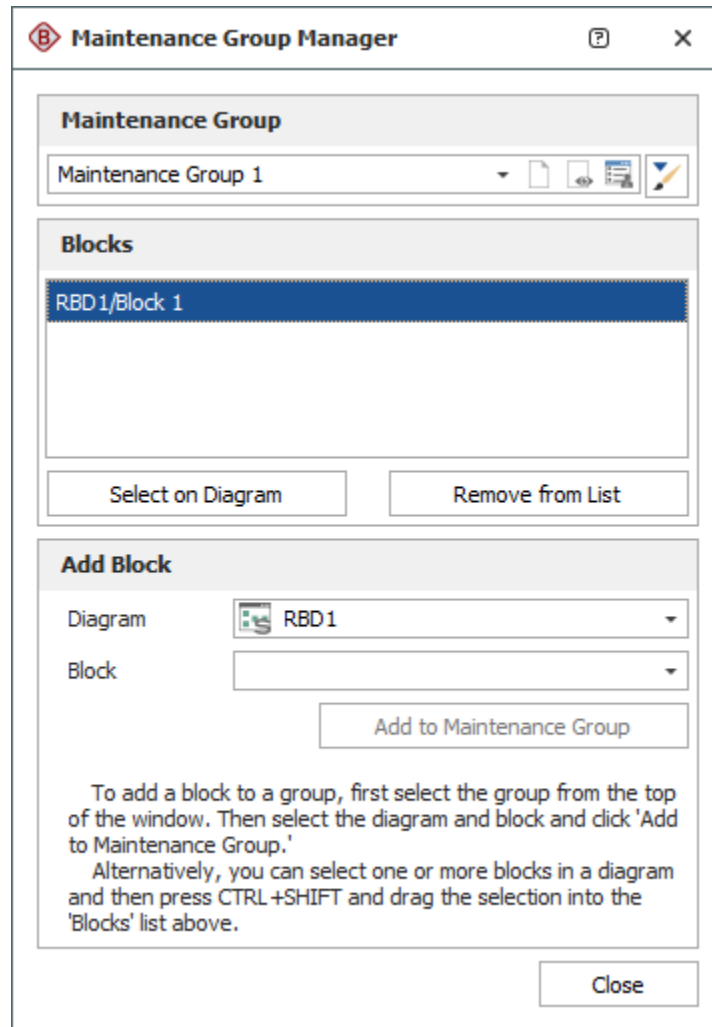 B Maintenance Group Manager
Maintenance Group
Maintenance Group 1
Blocks
RBD1/Block 1
Select on Diagram Remove from List
Add Block
Diagram RBD1
Block
Add to Maintenance Group
To add a block to a group, first select the group from the top
of the window. Then select the diagram and block and click 'Add
to Maintenance Group.'
Alternatively, you can select one or more blocks in a diagram
and then press CTRL+SHIFT and drag the selection into the
'Blocks' list above.
Close